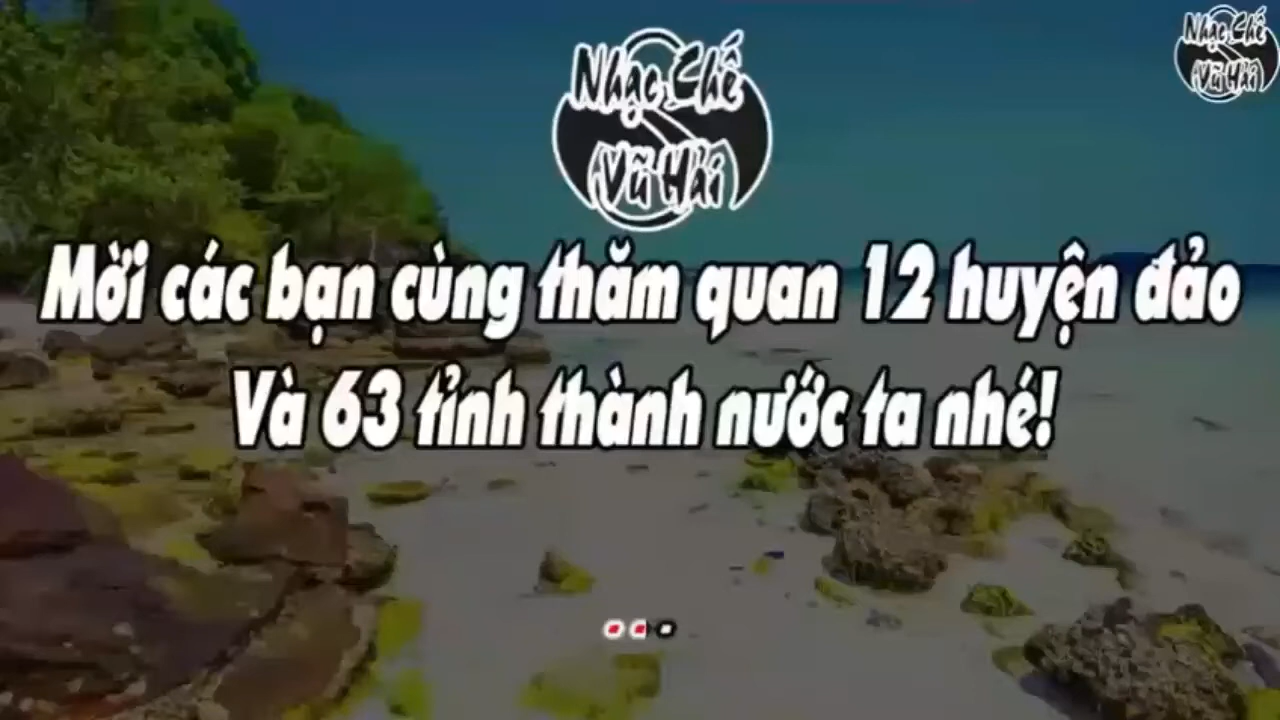 Nhạc Chế
Vũ Hải
Nhạc Chế
Vũ Hải
Mời các bạn cùng thăm quan 12 huyện đảo
Và 63 tỉnh thành nước ta nhé!